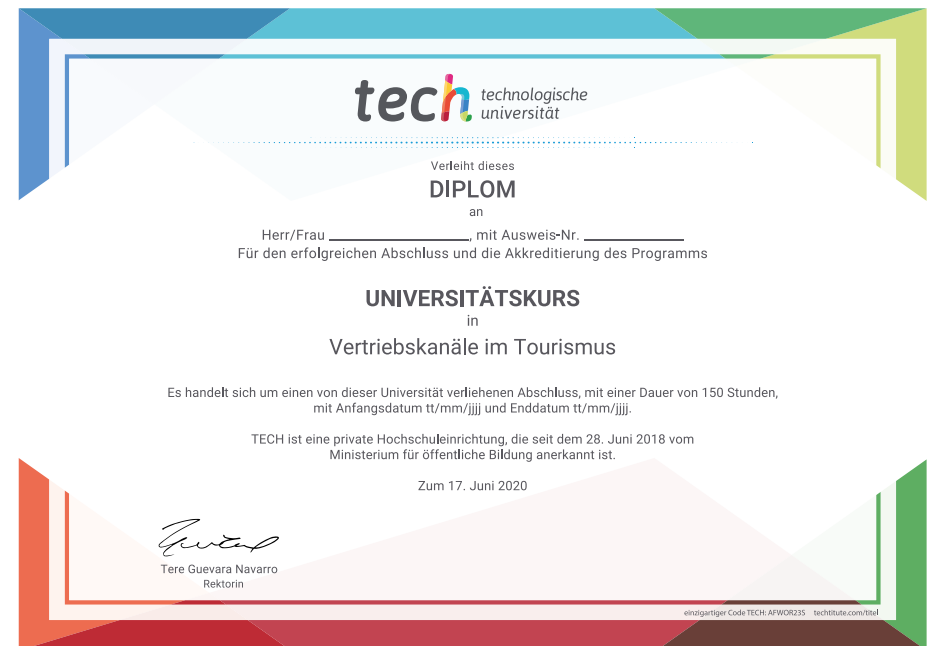 tech technologische
universität
Verleiht dieses
DIPLOM
an
Herr/Frau ____________________, mit Ausweis-Nr. ______________
Für den erfolgreichen Abschluss und die Akkreditierung des Programms
UNIVERSITÄTSKURS
in
Vertriebskanäle im Tourismus
Es handelt sich um einen von dieser Universität verliehenen Abschluss, mit einer Dauer von 150 Stunden,
mit Anfangsdatum tt/mm/jjjj und Enddatum tt/mm/jjjj.
TECH ist eine private Hochschuleinrichtung, die seit dem 28. Juni 2018 vom
Ministerium für öffentliche Bildung anerkannt ist.
Zum 17. Juni 2020
Tere Guevara Navarro
Rektorin
einzigartiger Code TECH: AFWOR235 techtitute.com/titel